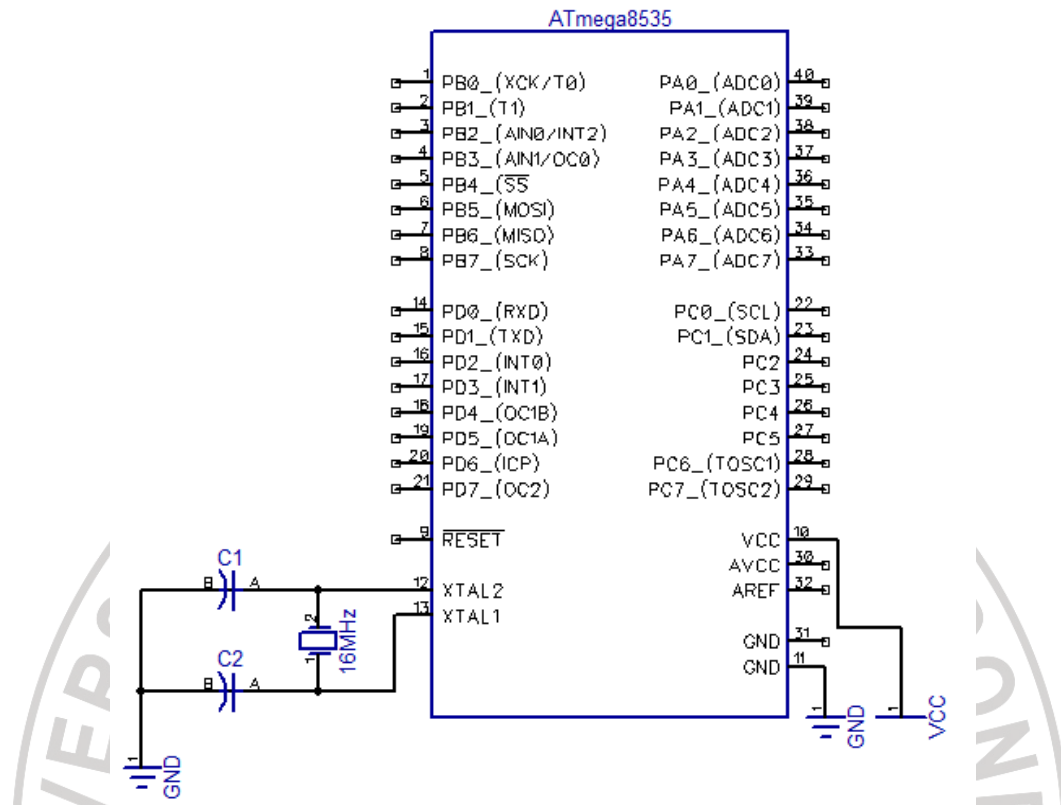 ATmega8535
1 PB0_(XCK/T0) PA0_(ADC0) 40
2 PB1_(T1) PA1_(ADC1) 39
3 PB2_(AIN0/INT2) PA2_(ADC2) 38
4 PB3_(AIN1/OC0) PA3_(ADC3) 37
5 PB4_(SS PA4_(ADC4) 36
6 PB5_(MOSI) PA5_(ADC5) 35
7 PB6_(MISO) PA6_(ADC6) 34
8 PB7_(SCK) PA7_(ADC7) 33
14 PD0_(RXD) PC0_(SCL) 22
15 PD1_(TXD) PC1_(SDA) 23
16 PD2_(INT0) PC2 24
17 PD3_(INT1) PC3 25
18 PD4_(OC1B) PC4 26
19 PD5_(OC1A) PC5 27
20 PD6_(ICP) PC6_(TOSC1) 28
21 PD7_(OC2) PC7_(TOSC2) 29
9 RESET VCC 10
AVCC 30
C1
B A 12 XTAL2 AREF 32
13 XTAL1
2 16MHz 1
GND 31
C2
GND 11
B A
1 GND
1 VCC
1 GND